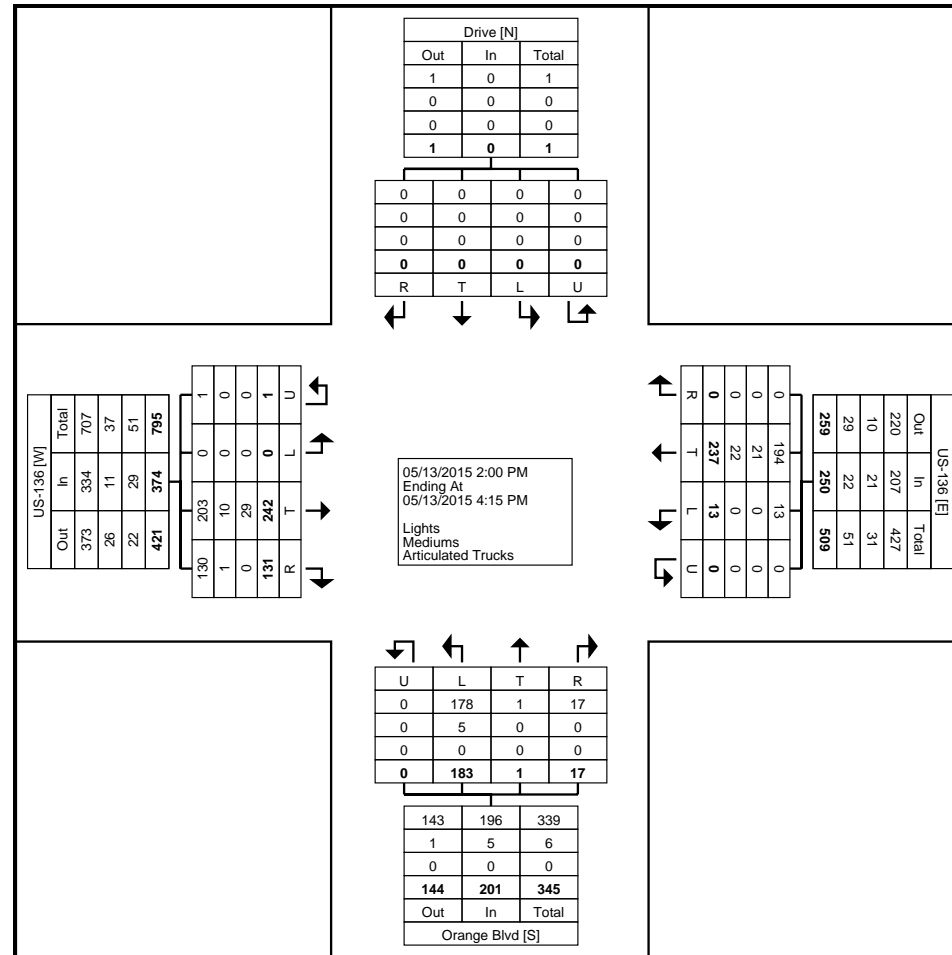 Drive [N]
Out In Total
1 0 1
0 0 0
0 0 0
1 0 1
0 0 0 0
0 0 0 0
0 0 0 0
0 0 0 0
R T L U
US-136 [W]
Total 707 37 51 795
In 334 11 29 374
Out 373 26 22 421
1 0 0 1 U
0 0 0 0 L
203 10 29 242 T
130 1 0 131 R
05/13/2015 2:00 PM
Ending At
05/13/2015 4:15 PM
Lights
Mediums
Articulated Trucks
R 0 0 0 0
T 237 22 21 194
L 13 0 0 13
U 0 0 0 0
259 29 10 220 Out
250 22 21 207 In
509 51 31 427 Total
US-136 [E]
U L T R
0 178 1 17
0 5 0 0
0 0 0 0
0 183 1 17
143 196 339
1 5 6
0 0 0
144 201 345
Out In Total
Orange Blvd [S]